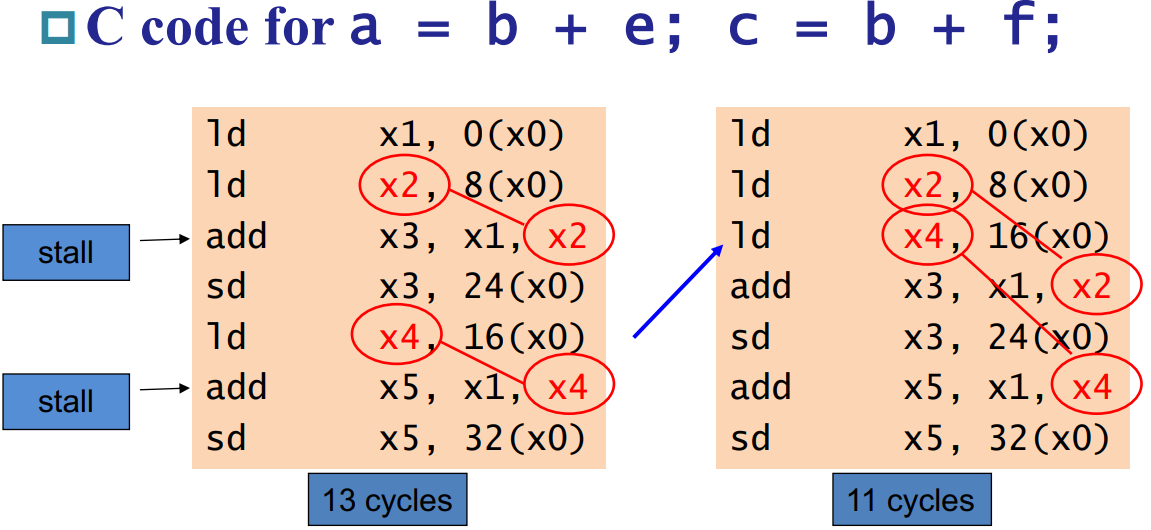 C code for a = b + e; c = b + f;
ld x1, 0(x0)
ld x2, 8(x0)
stall
add x3, x1, x2
sd x3, 24(x0)
ld x4, 16(x0)
stall
add x5, x1, x4
sd x5, 32(x0)
13 cycles
ld x1, 0(x0)
ld x2, 8(x0)
ld x4, 16(x0)
add x3, x1, x2
sd x3, 24(x0)
add x5, x1, x4
sd x5, 32(x0)
11 cycles